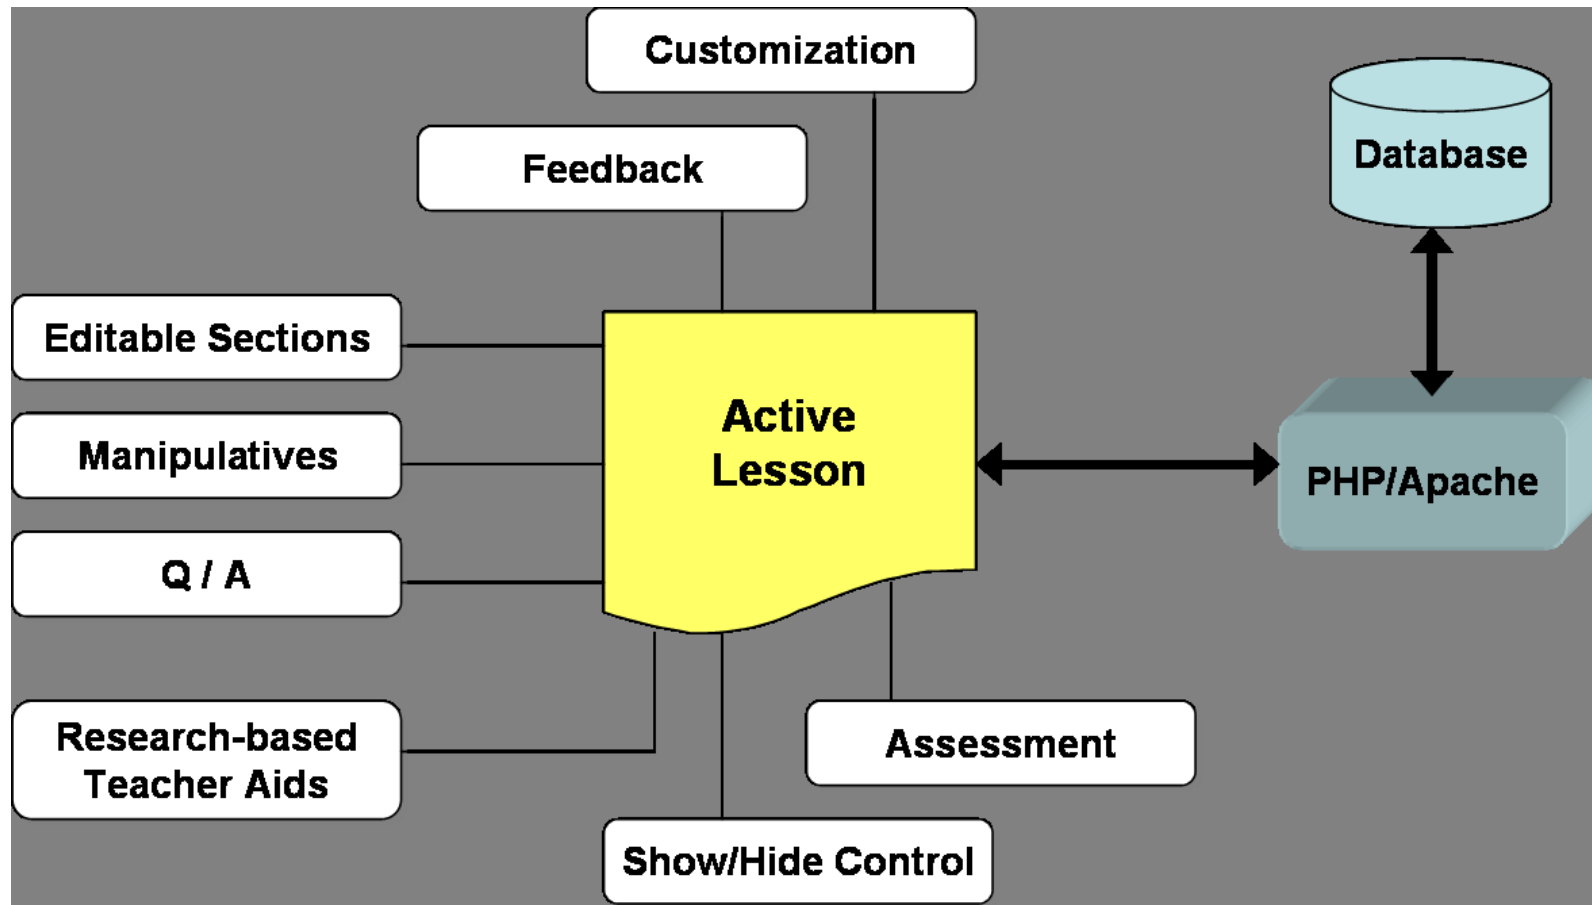 Customization
Feedback
Database
Editable Sections
Active
Lesson
Manipulatives
PHP/Apache
Q / A
Research-based
Teacher Aids
Assessment
Show/Hide Control